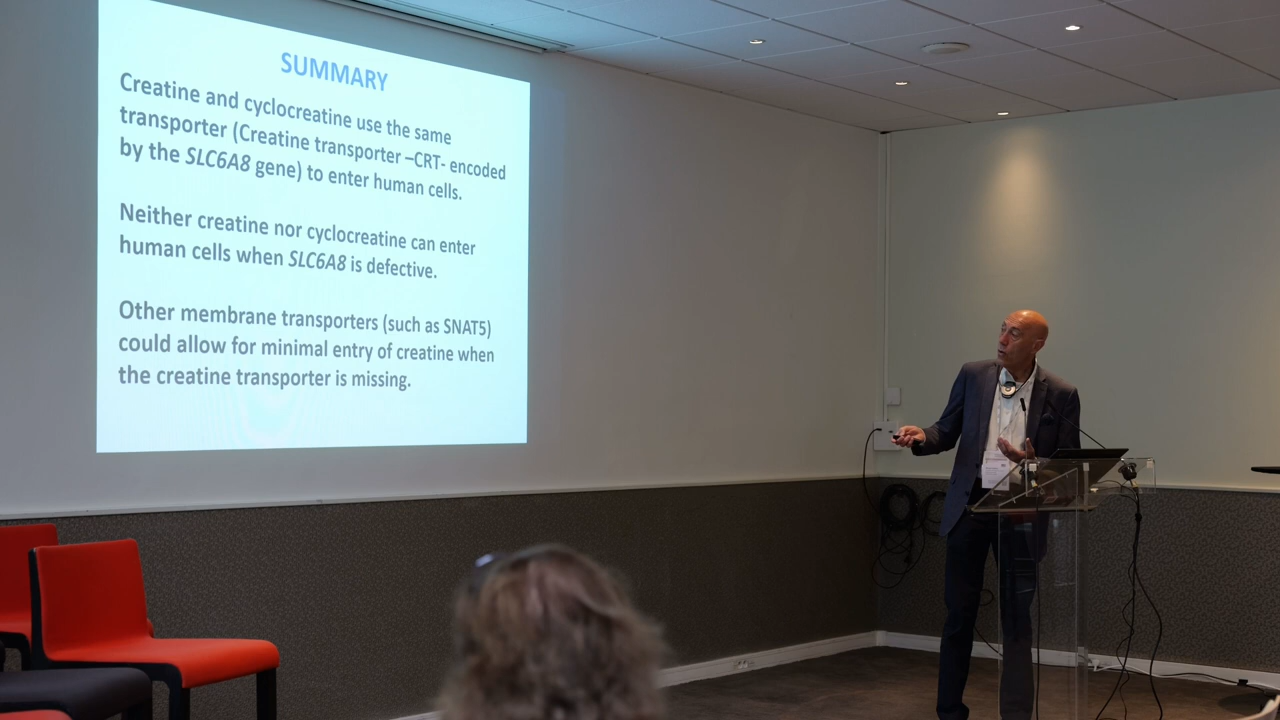 SUMMARY
Creatine and cyclocreatine use the same
transporter (Creatine transporter –CRT- encoded
by the SLC6A8 gene) to enter human cells.
Neither creatine nor cyclocreatine can enter
human cells when SLC6A8 is defective.
Other membrane transporters (such as SNAT5)
could allow for minimal entry of creatine when
the creatine transporter is missing.